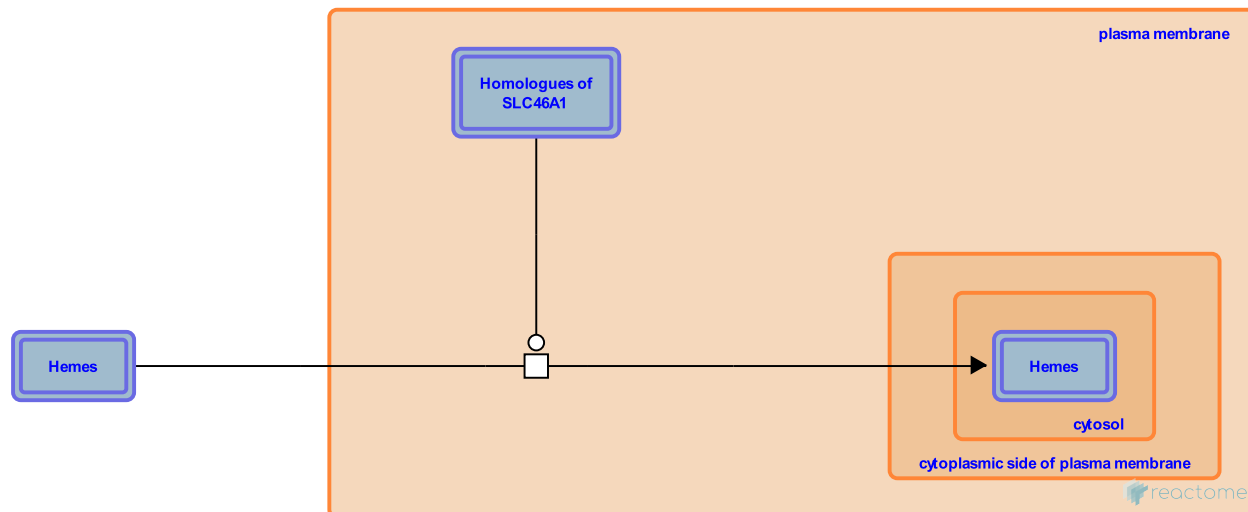 plasma membrane
Homologues of
SLC46A1
Hemes
Hemes
cytosol
cytoplasmic side of plasma membrane
reactome